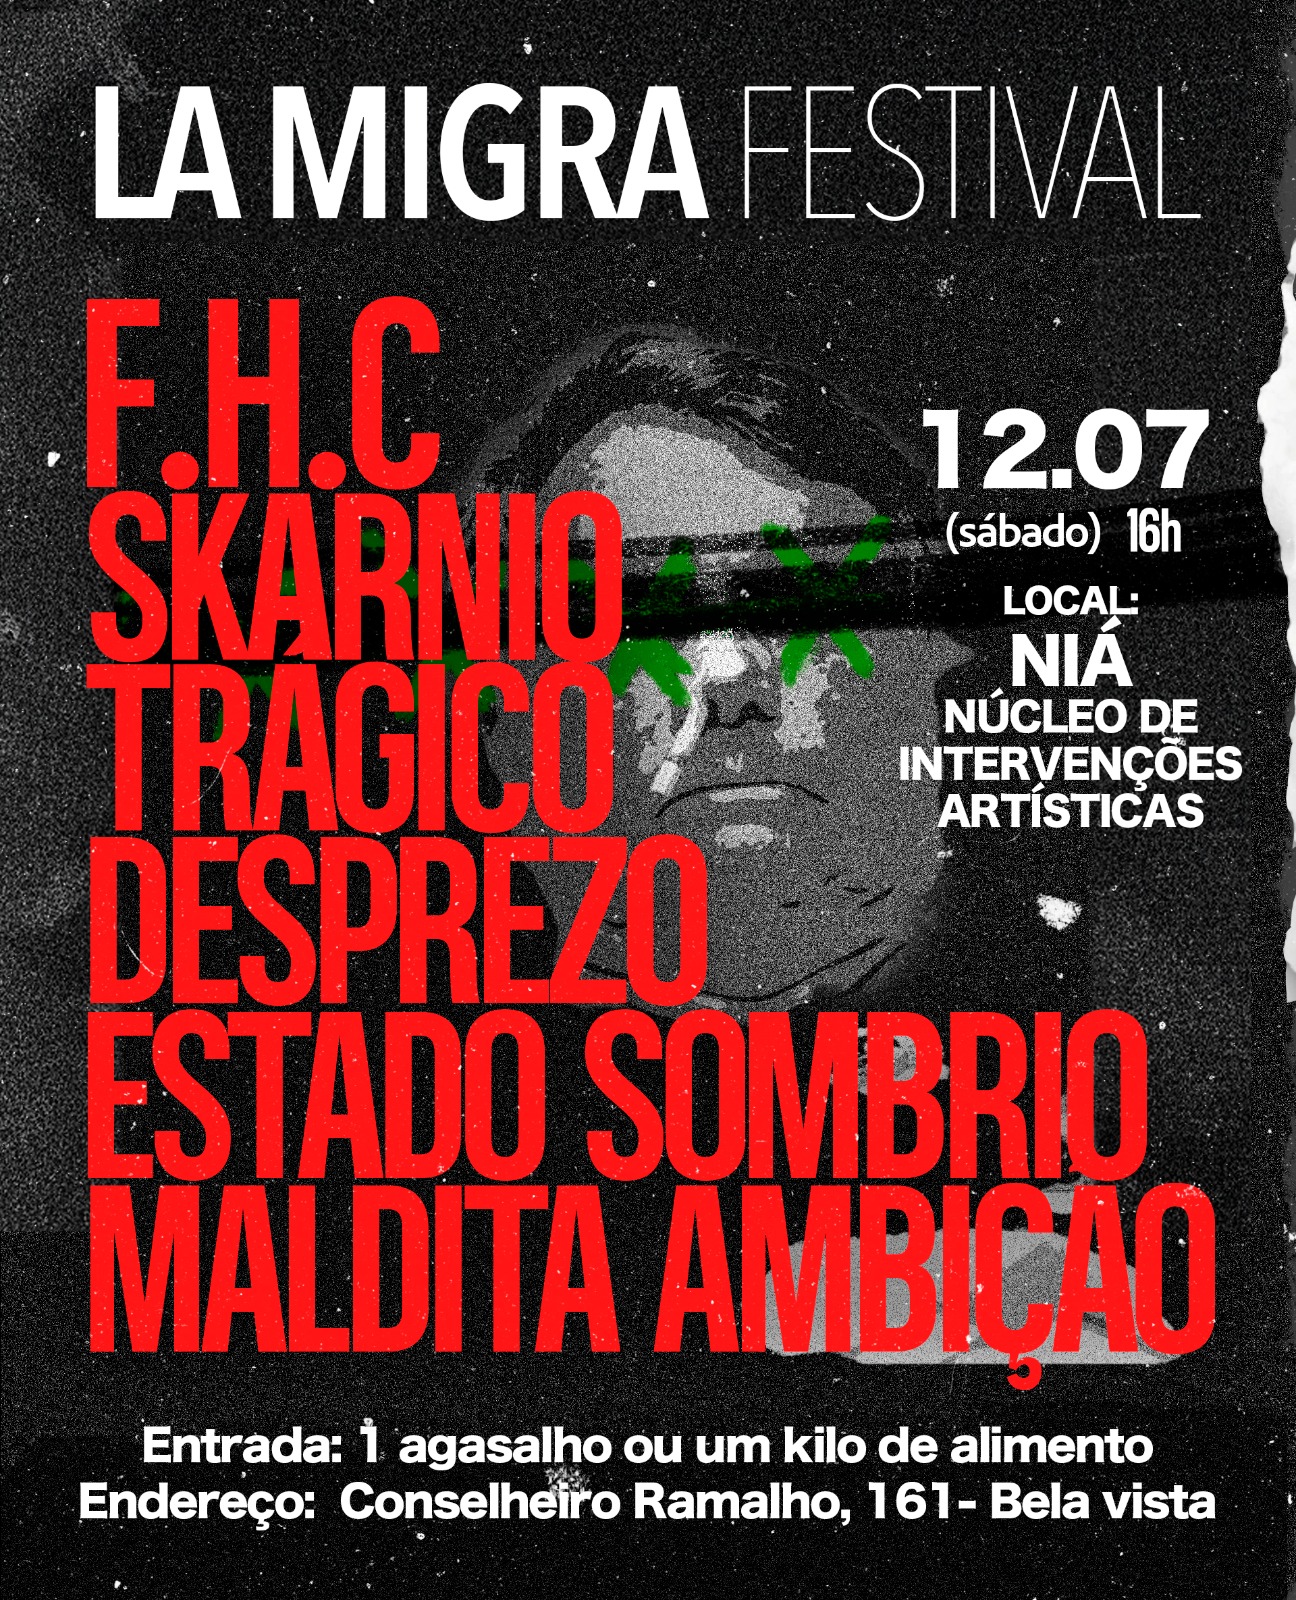 LA MIGRA FESTIVAL
F.H.C
SKÁRNIO
TRÁGICO
DESPREZO
ESTADO SOMBRIO
MALDITA AMBIÇÃO
12.07
(sábado) 16h
LOCAL:
NIÁ
NÚCLEO DE
INTERVENÇÕES
ARTÍSTICAS
Entrada: 1 agasalho ou um kilo de alimento
Endereço: Conselheiro Ramalho, 161- Bela vista